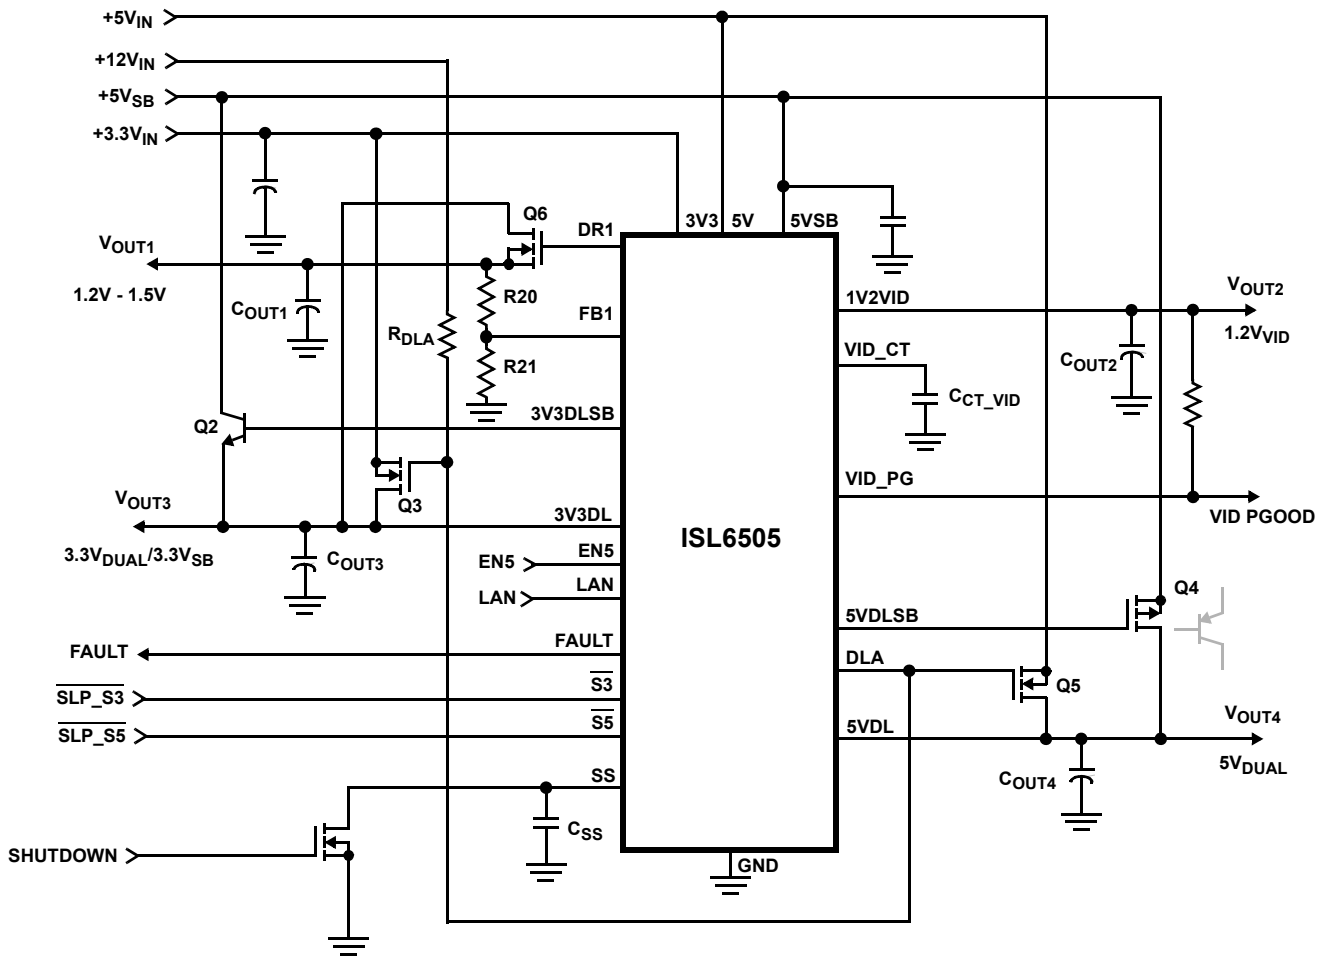 +5VIN
+12VIN
+5VSB
+3.3VIN
Q6
DR1
3V3
5V
5VSB
VOUT1
1.2V - 1.5V
COUT1
R20
FB1
RDLA
R21
1V2VID
VOUT2
1.2VVID
COUT2
VID_CT
CCT_VID
Q2
3V3DLSB
VID_PG
VID PGOOD
Q3
VOUT3
3.3VDUAL/3.3VSB
COUT3
3V3DL
ISL6505
EN5
EN5
LAN
LAN
Q4
5VDLSB
FAULT
FAULT
DLA
Q5
SLP_S3
S3
SLP_S5
S5
5VDL
VOUT4
5VDUAL
COUT4
SS
CSS
SHUTDOWN
GND